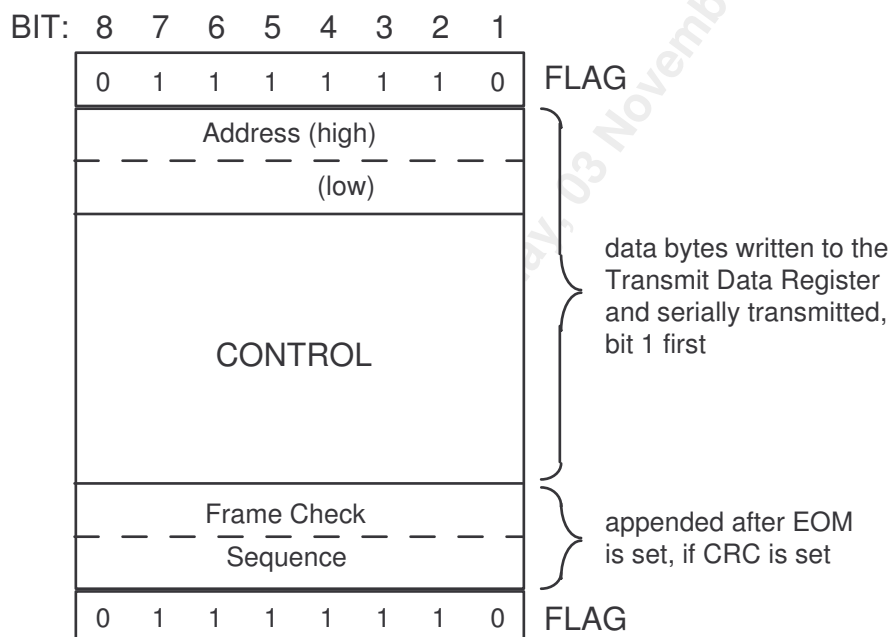 BIT: 8 7 6 5 4 3 2 1
0 1 1 1 1 1 1 0 FLAG
Address (high)
(low)
data bytes written to the
Transmit Data Register
and serially transmitted,
bit 1 first
CONTROL
Frame Check
Sequence
appended after EOM
is set, if CRC is set
0 1 1 1 1 1 1 0 FLAG
03 Novemb